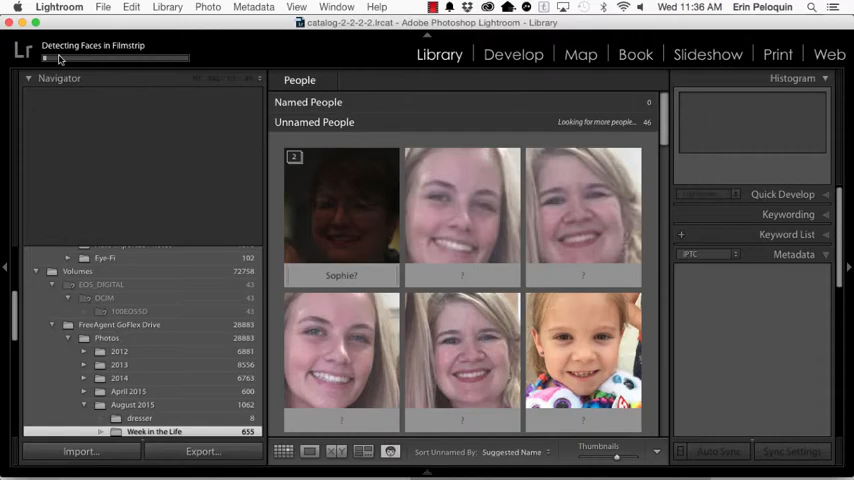 Lightroom File Edit Library Photo Metadata View Window Help Wed 11:36 AM Erin Peloquin
catalog-2-2-2-2.lrcat - Adobe Photoshop Lightroom - Library
Lr Detecting Faces in Filmstrip
Library | Develop | Map | Book | Slideshow | Print | Web
Navigator
People
Histogram
Named People 0
Unnamed People Looking for more people... 46
2
Sophie?
?
?
?
?
?
Quick Develop
Keywording
+ Keyword List
IPTC Metadata
Eye-Fi 102
Volumes 72758
EOS_DIGITAL 43
DCIM 43
100EOS5D 43
FreeAgent GoFlex Drive 28883
Photos 28883
2012 6881
2013 8556
2014 6763
April 2015 600
August 2015 1062
dresser 8
Week in the Life 655
Import... Export...
XY
Sort Unnamed By: Suggested Name
Thumbnails
Auto Sync Sync Settings